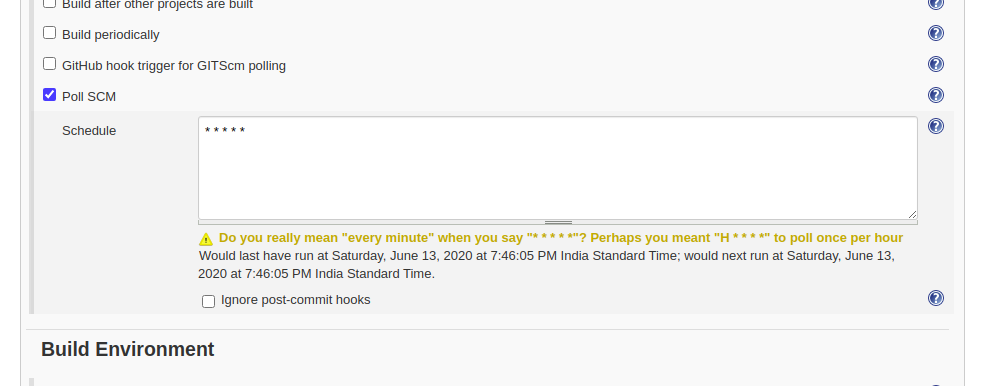 Build after other projects are built
Build periodically
GitHub hook trigger for GITScm polling
Poll SCM
Schedule
* * * * *
Do you really mean "every minute" when you say "* * * * *"? Perhaps you meant "H * * * *" to poll once per hour
Would last have run at Saturday, June 13, 2020 at 7:46:05 PM India Standard Time; would next run at Saturday, June 13,
2020 at 7:46:05 PM India Standard Time.
Ignore post-commit hooks
Build Environment